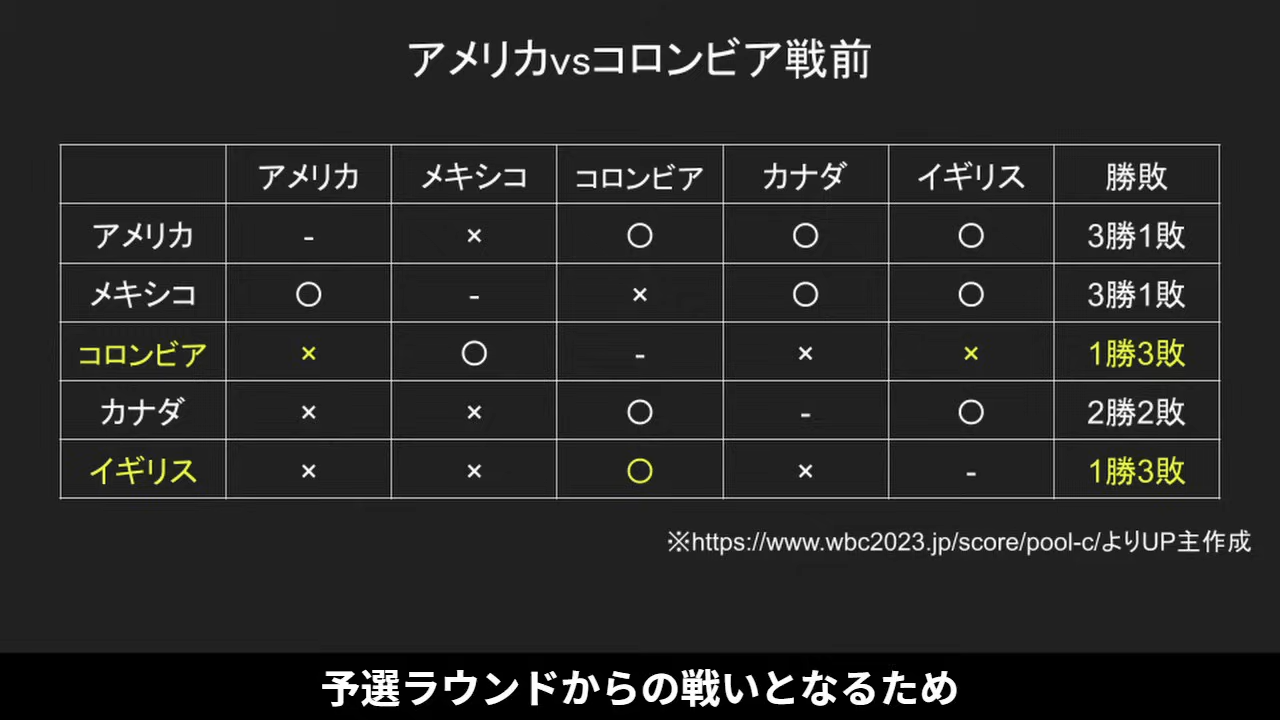 アメリカvsコロンビア戦前
アメリカ メキシコ コロンビア カナダ イギリス 勝敗
アメリカ - × 〇 〇 〇 3勝1敗
メキシコ 〇 - × 〇 〇 3勝1敗
コロンビア × 〇 - × × 1勝3敗
カナダ × × 〇 - 〇 2勝2敗
イギリス × × 〇 × - 1勝3敗
※https://www.wbc2023.jp/score/pool-c/よりUP主作成
予選ラウンドからの戦いとなるため